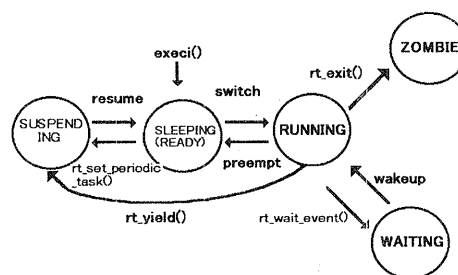 execi()
ZOMBIE
rt_exit()
resume
switch
SUSPEND
ING
SLEEPING
(READY)
RUNNING
rt_set_periodic
_task()
preempt
wakeup
rt_yield()
rt_wait_event()
WAITING